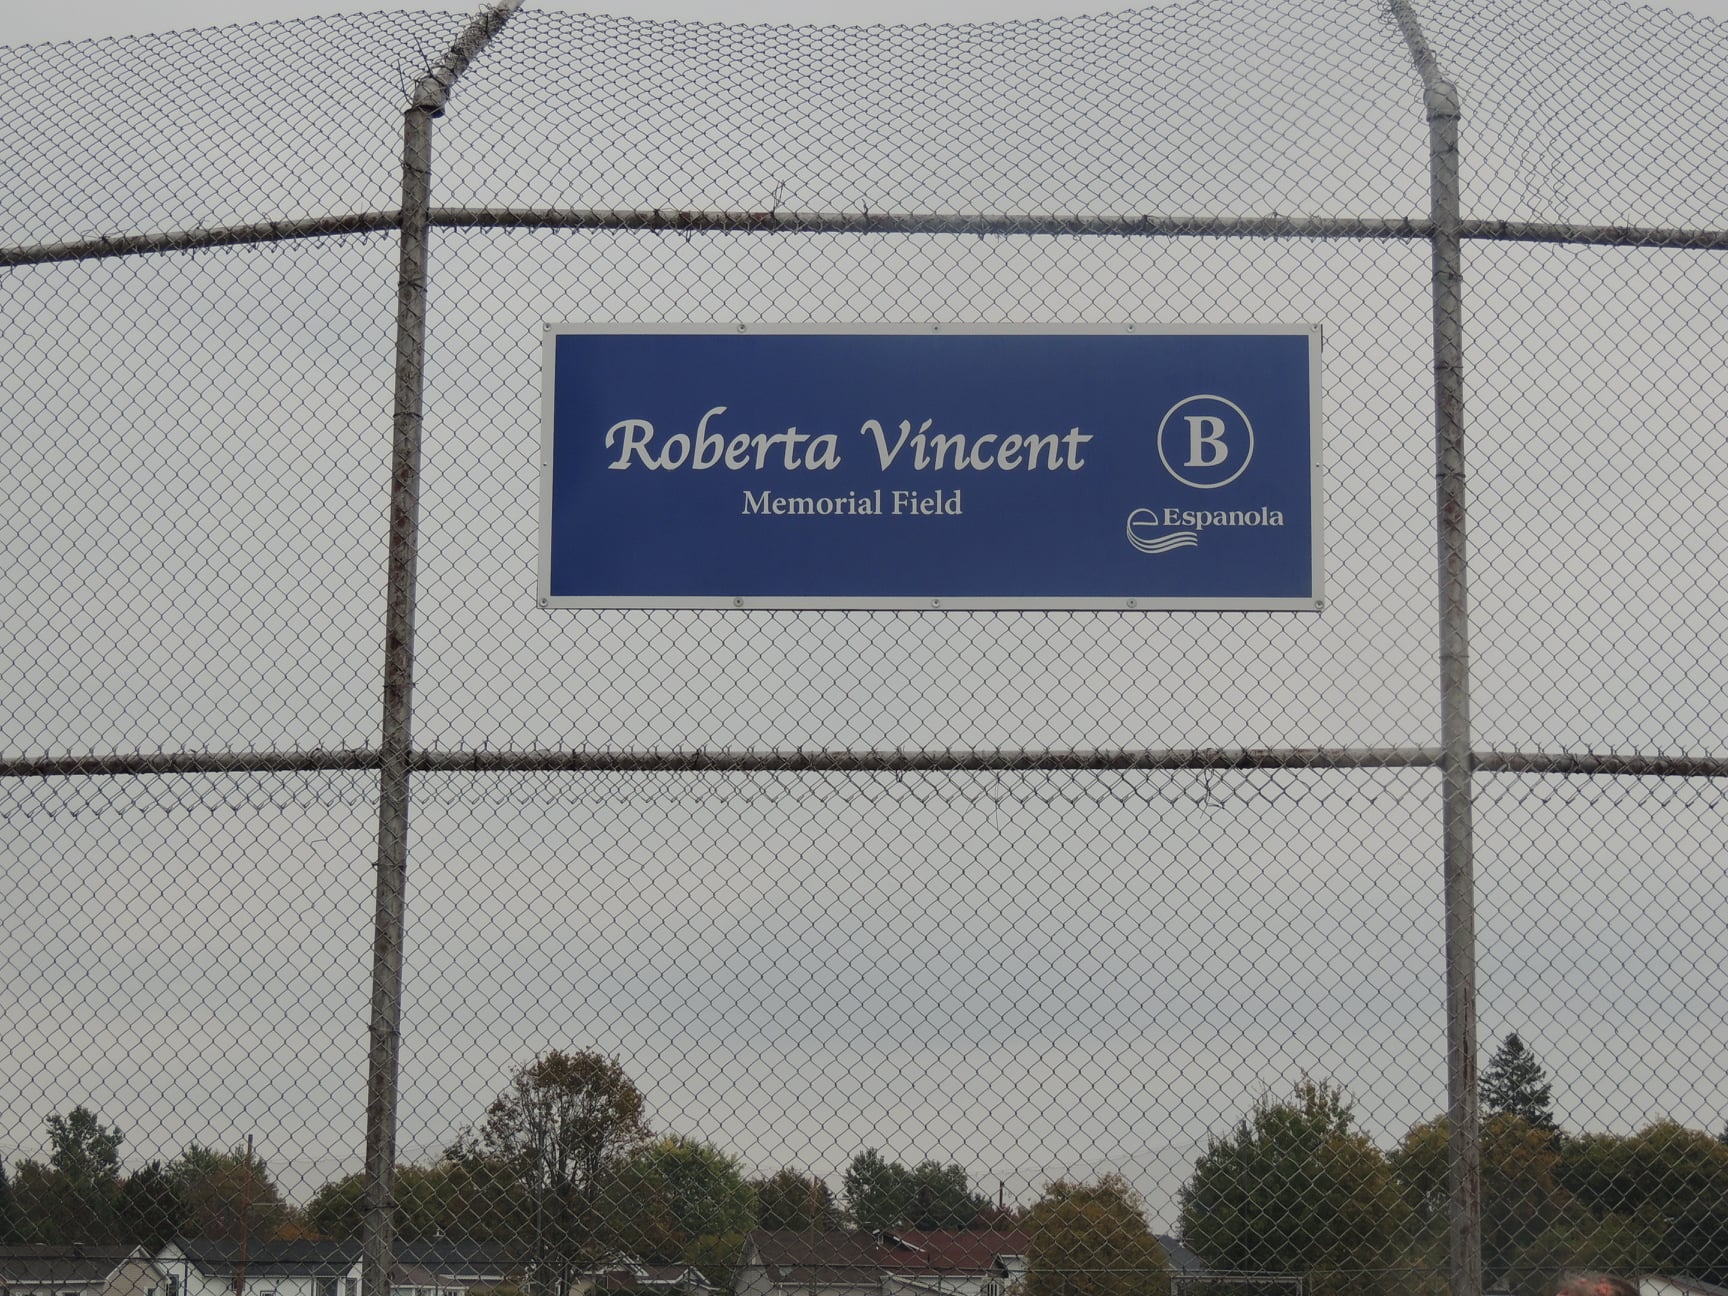 Roberta Vincent
Memorial Field
B
Espanola